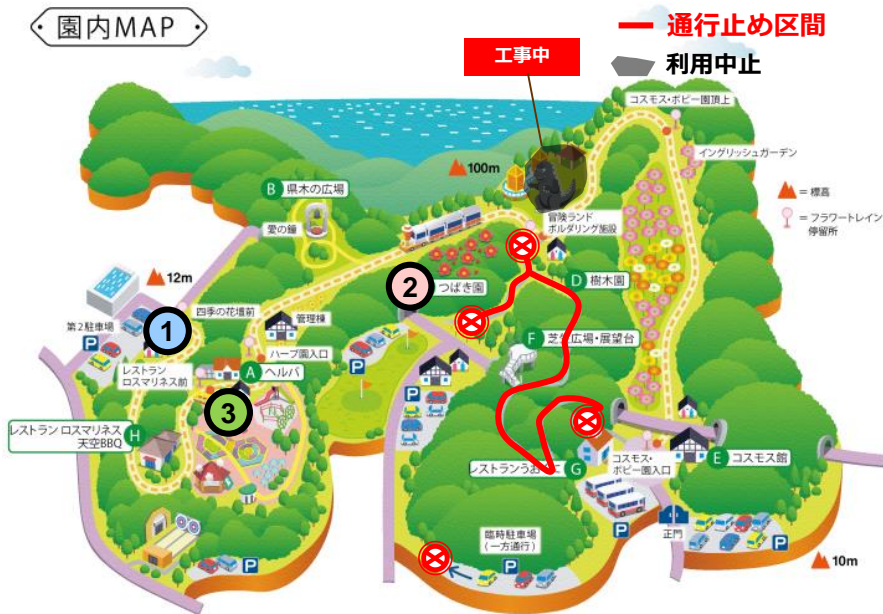 園内MAP
通行止め区間
利用中止
工事中
コスモス・ポピー園頂上
イングリッシュガーデン
100m
= 標高
= フラワートレイン
停留所
B 県木の広場
愛の鐘
冒険ランド
ボルダリング施設
D 樹木園
12m
2 つばき園
四季の花壇前
管理棟
第2駐車場
1
P
F 芝生広場・展望台
ハーブ園入口
レストラン
ロスマリネス前
A ヘルバ
P
3
P
レストラン ロスマリネス
天空BBQ
H
レストランうお
G
コスモス・
ポピー園入口
E コスモス館
正門
P
臨時駐車場
(一方通行)
P
P
P
10m